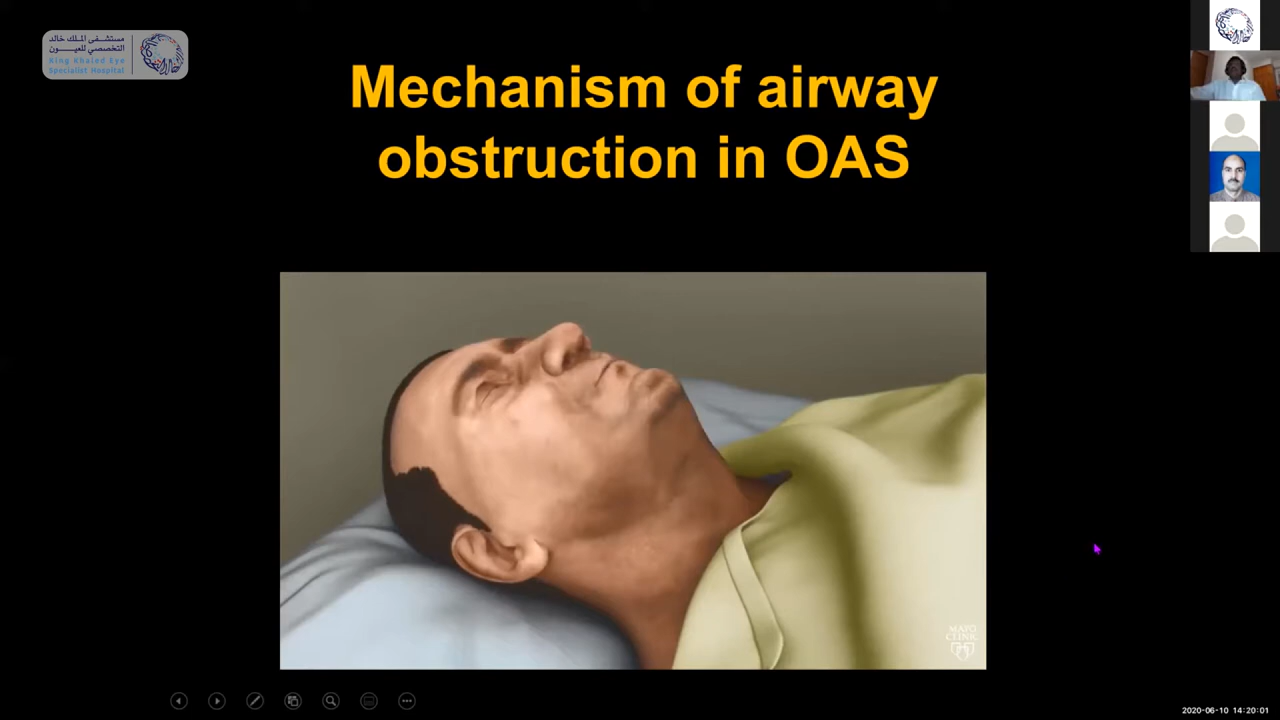 مستشفى الملك خالد
التخصصي للعيون
King Khaled Eye
Specialist Hospital
Mechanism of airway
obstruction in OAS
MAYO
CLINIC
2020-06-10 14:20:01